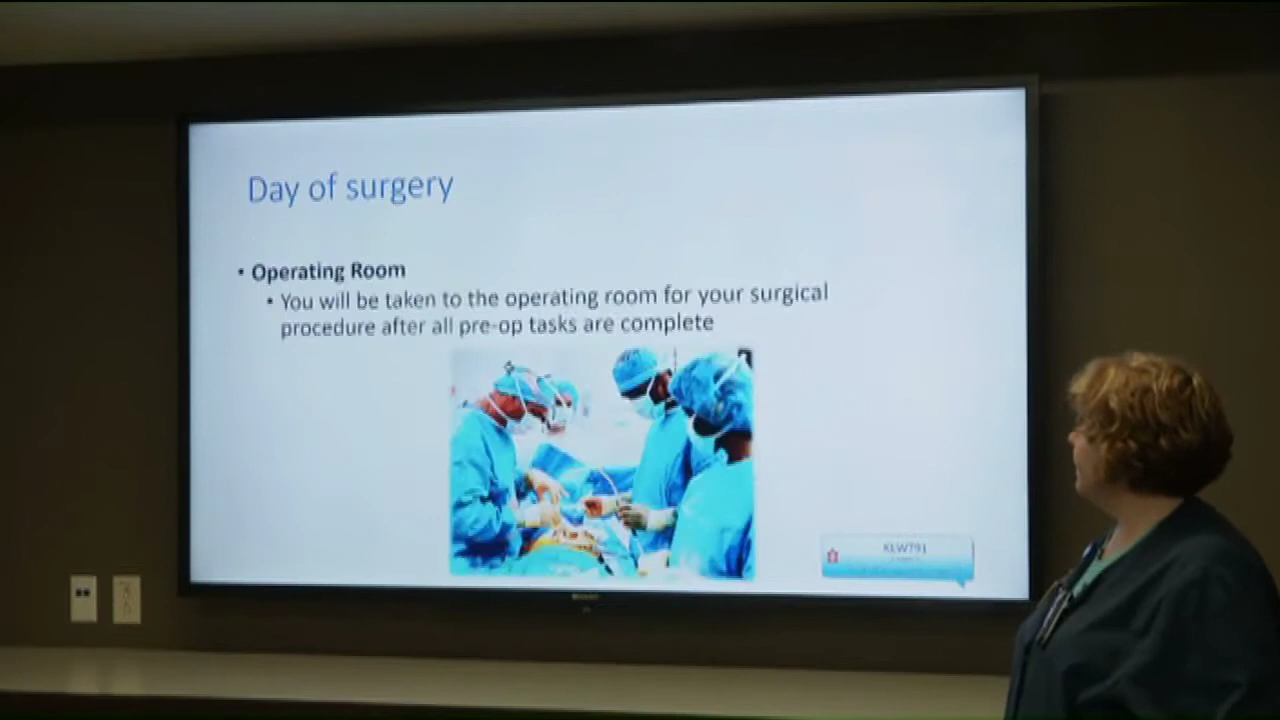 Day of surgery
• Operating Room
• You will be taken to the operating room for your surgical
procedure after all pre-op tasks are complete
KLW791